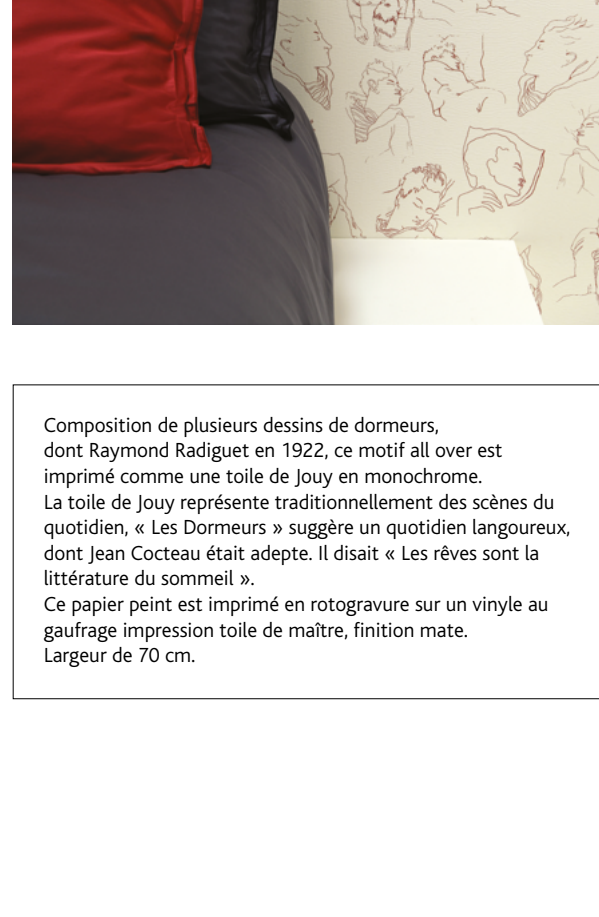 Composition de plusieurs dessins de dormeurs,
dont Raymond Radiguet en 1922, ce motif all over est
imprimé comme une toile de Jouy en monochrome.
La toile de Jouy représente traditionnellement des scènes du
quotidien, « Les Dormeurs » suggère un quotidien langoureux,
dont Jean Cocteau était adepte. Il disait « Les rêves sont la
littérature du sommeil ».
Ce papier peint est imprimé en rotogravure sur un vinyle au
gaufrage impression toile de maître, finition mate.
Largeur de 70 cm.